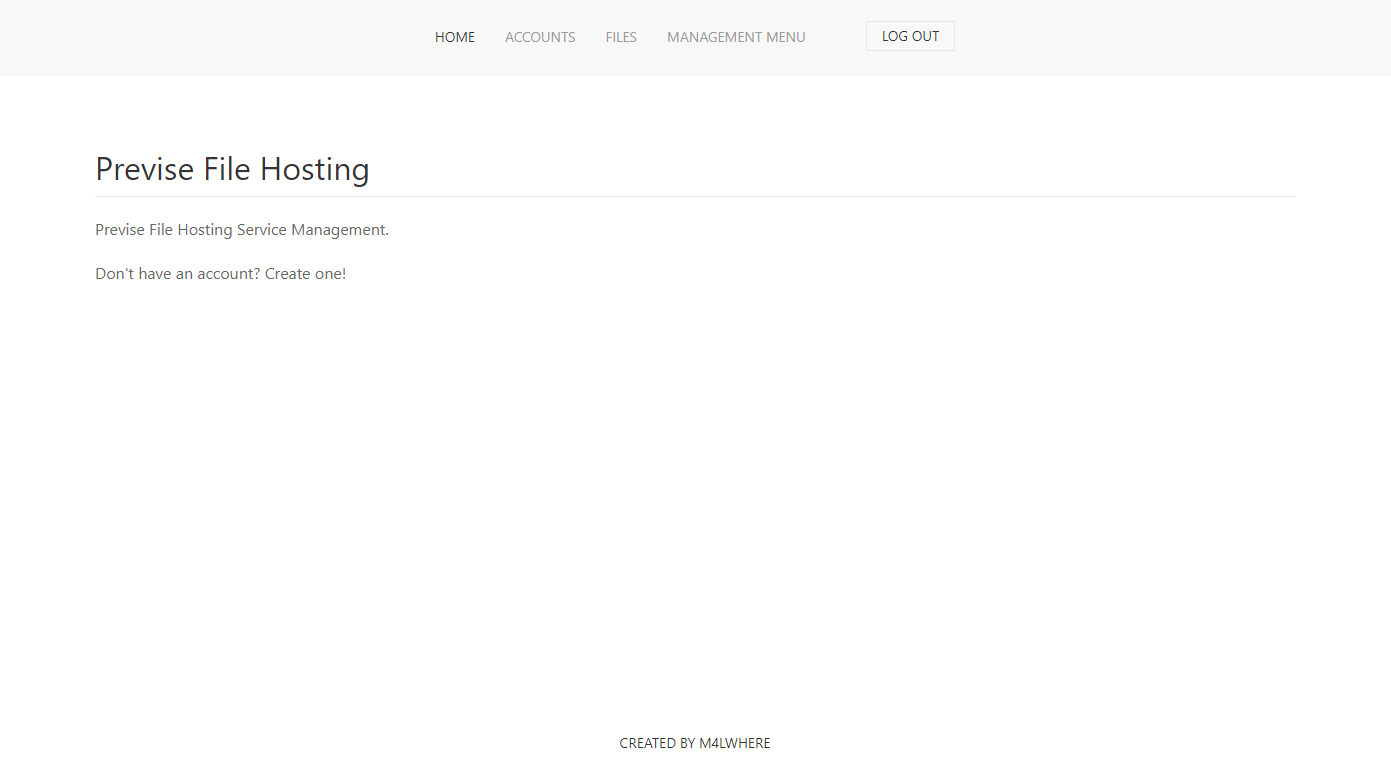 HOME ACCOUNTS FILES MANAGEMENT MENU LOG OUT
Previse File Hosting
Previse File Hosting Service Management.
Don't have an account? Create one!
CREATED BY M4LWHERE